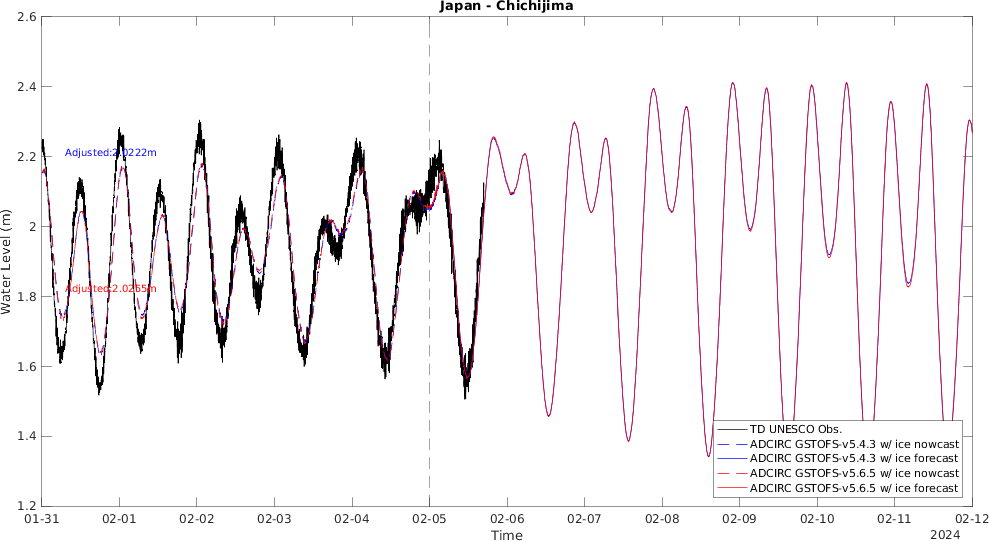 Japan - Chichijima
2.6
2.4
2.2
2
1.8
1.6
1.4
1.2
Water Level (m)
Adjusted:2.0222m
Adjusted:2.0265m
TD UNESCO Obs.
ADCIRC GSTOFS-v5.4.3 w/ ice nowcast
ADCIRC GSTOFS-v5.4.3 w/ ice forecast
ADCIRC GSTOFS-v5.6.5 w/ ice nowcast
ADCIRC GSTOFS-v5.6.5 w/ ice forecast
01-31 02-01 02-02 02-03 02-04 02-05 02-06 02-07 02-08 02-09 02-10 02-11 02-12
Time
2024